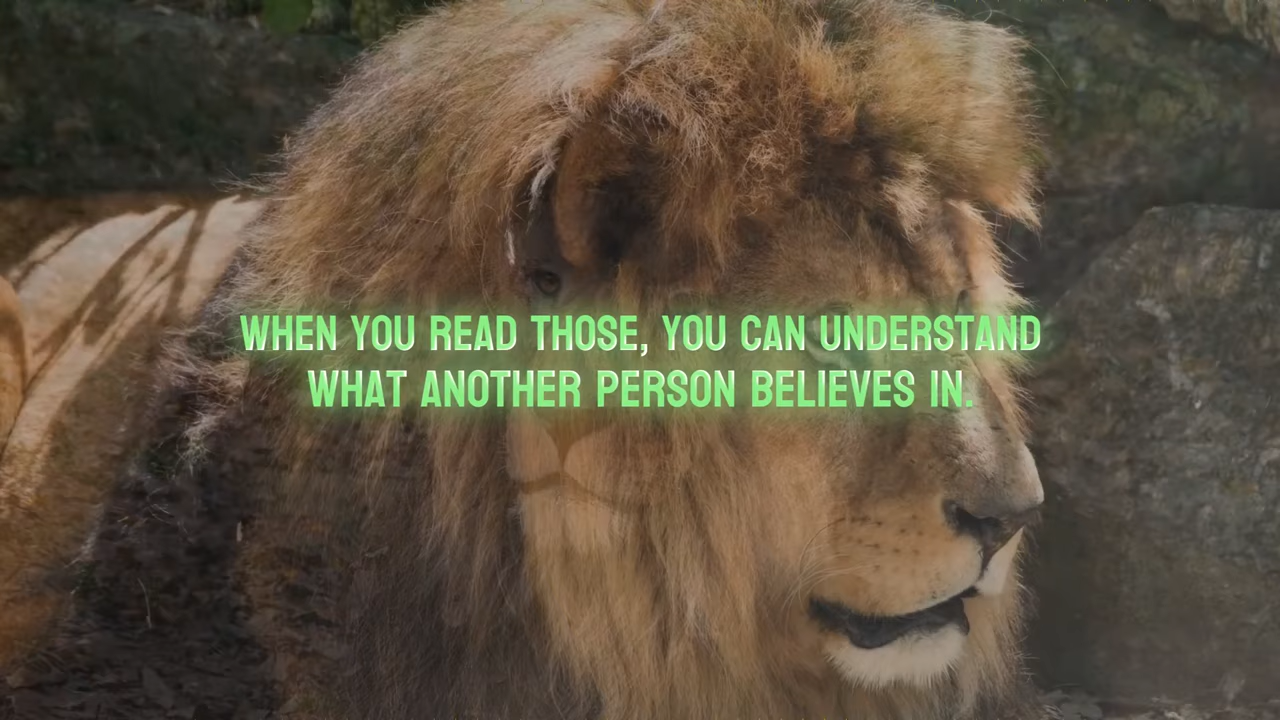 WHEN YOU READ THOSE, YOU CAN UNDERSTAND
WHAT ANOTHER PERSON BELIEVES IN.